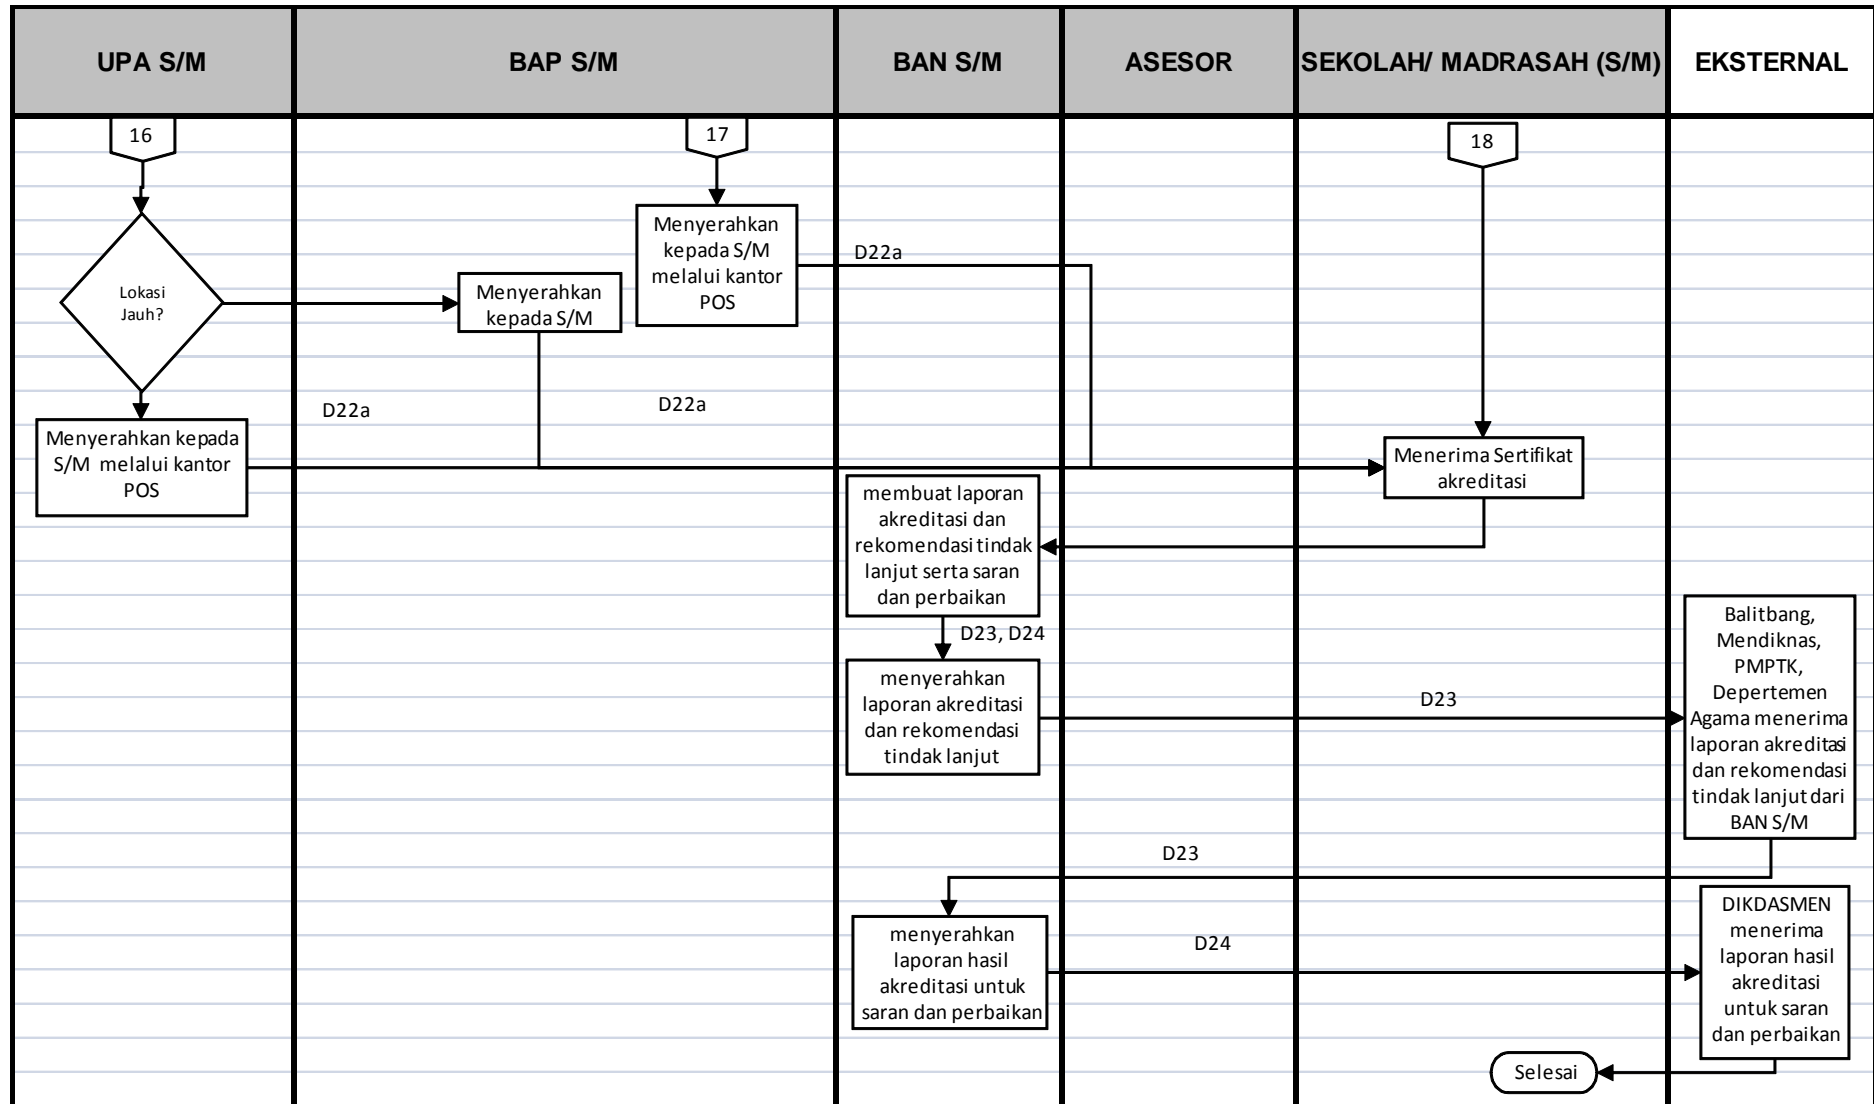 UPA S/M
BAP S/M
BAN S/M
ASESOR
SEKOLAH/ MADRASAH (S/M)
EKSTERNAL
16
17
18
Menyerahkan
kepada S/M
melalui kantor
POS
D22a
Lokasi
Jauh?
Menyerahkan
kepada S/M
D22a
D22a
Menyerahkan kepada
S/M melalui kantor
POS
Menerima Sertifikat
akreditasi
membuat laporan
akreditasi dan
rekomendasi tindak
lanjut serta saran
dan perbaikan
D23, D24
menyerahkan
laporan akreditasi
dan rekomendasi
tindak lanjut
D23
Balitbang,
Mendiknas,
PMPTK,
Depertemen
Agama menerima
laporan akreditasi
dan rekomendasi
tindak lanjut dari
BAN S/M
D23
menyerahkan
laporan hasil
akreditasi untuk
saran dan perbaikan
D24
DIKDASMEN
menerima
laporan hasil
akreditasi
untuk saran
dan perbaikan
Selesai